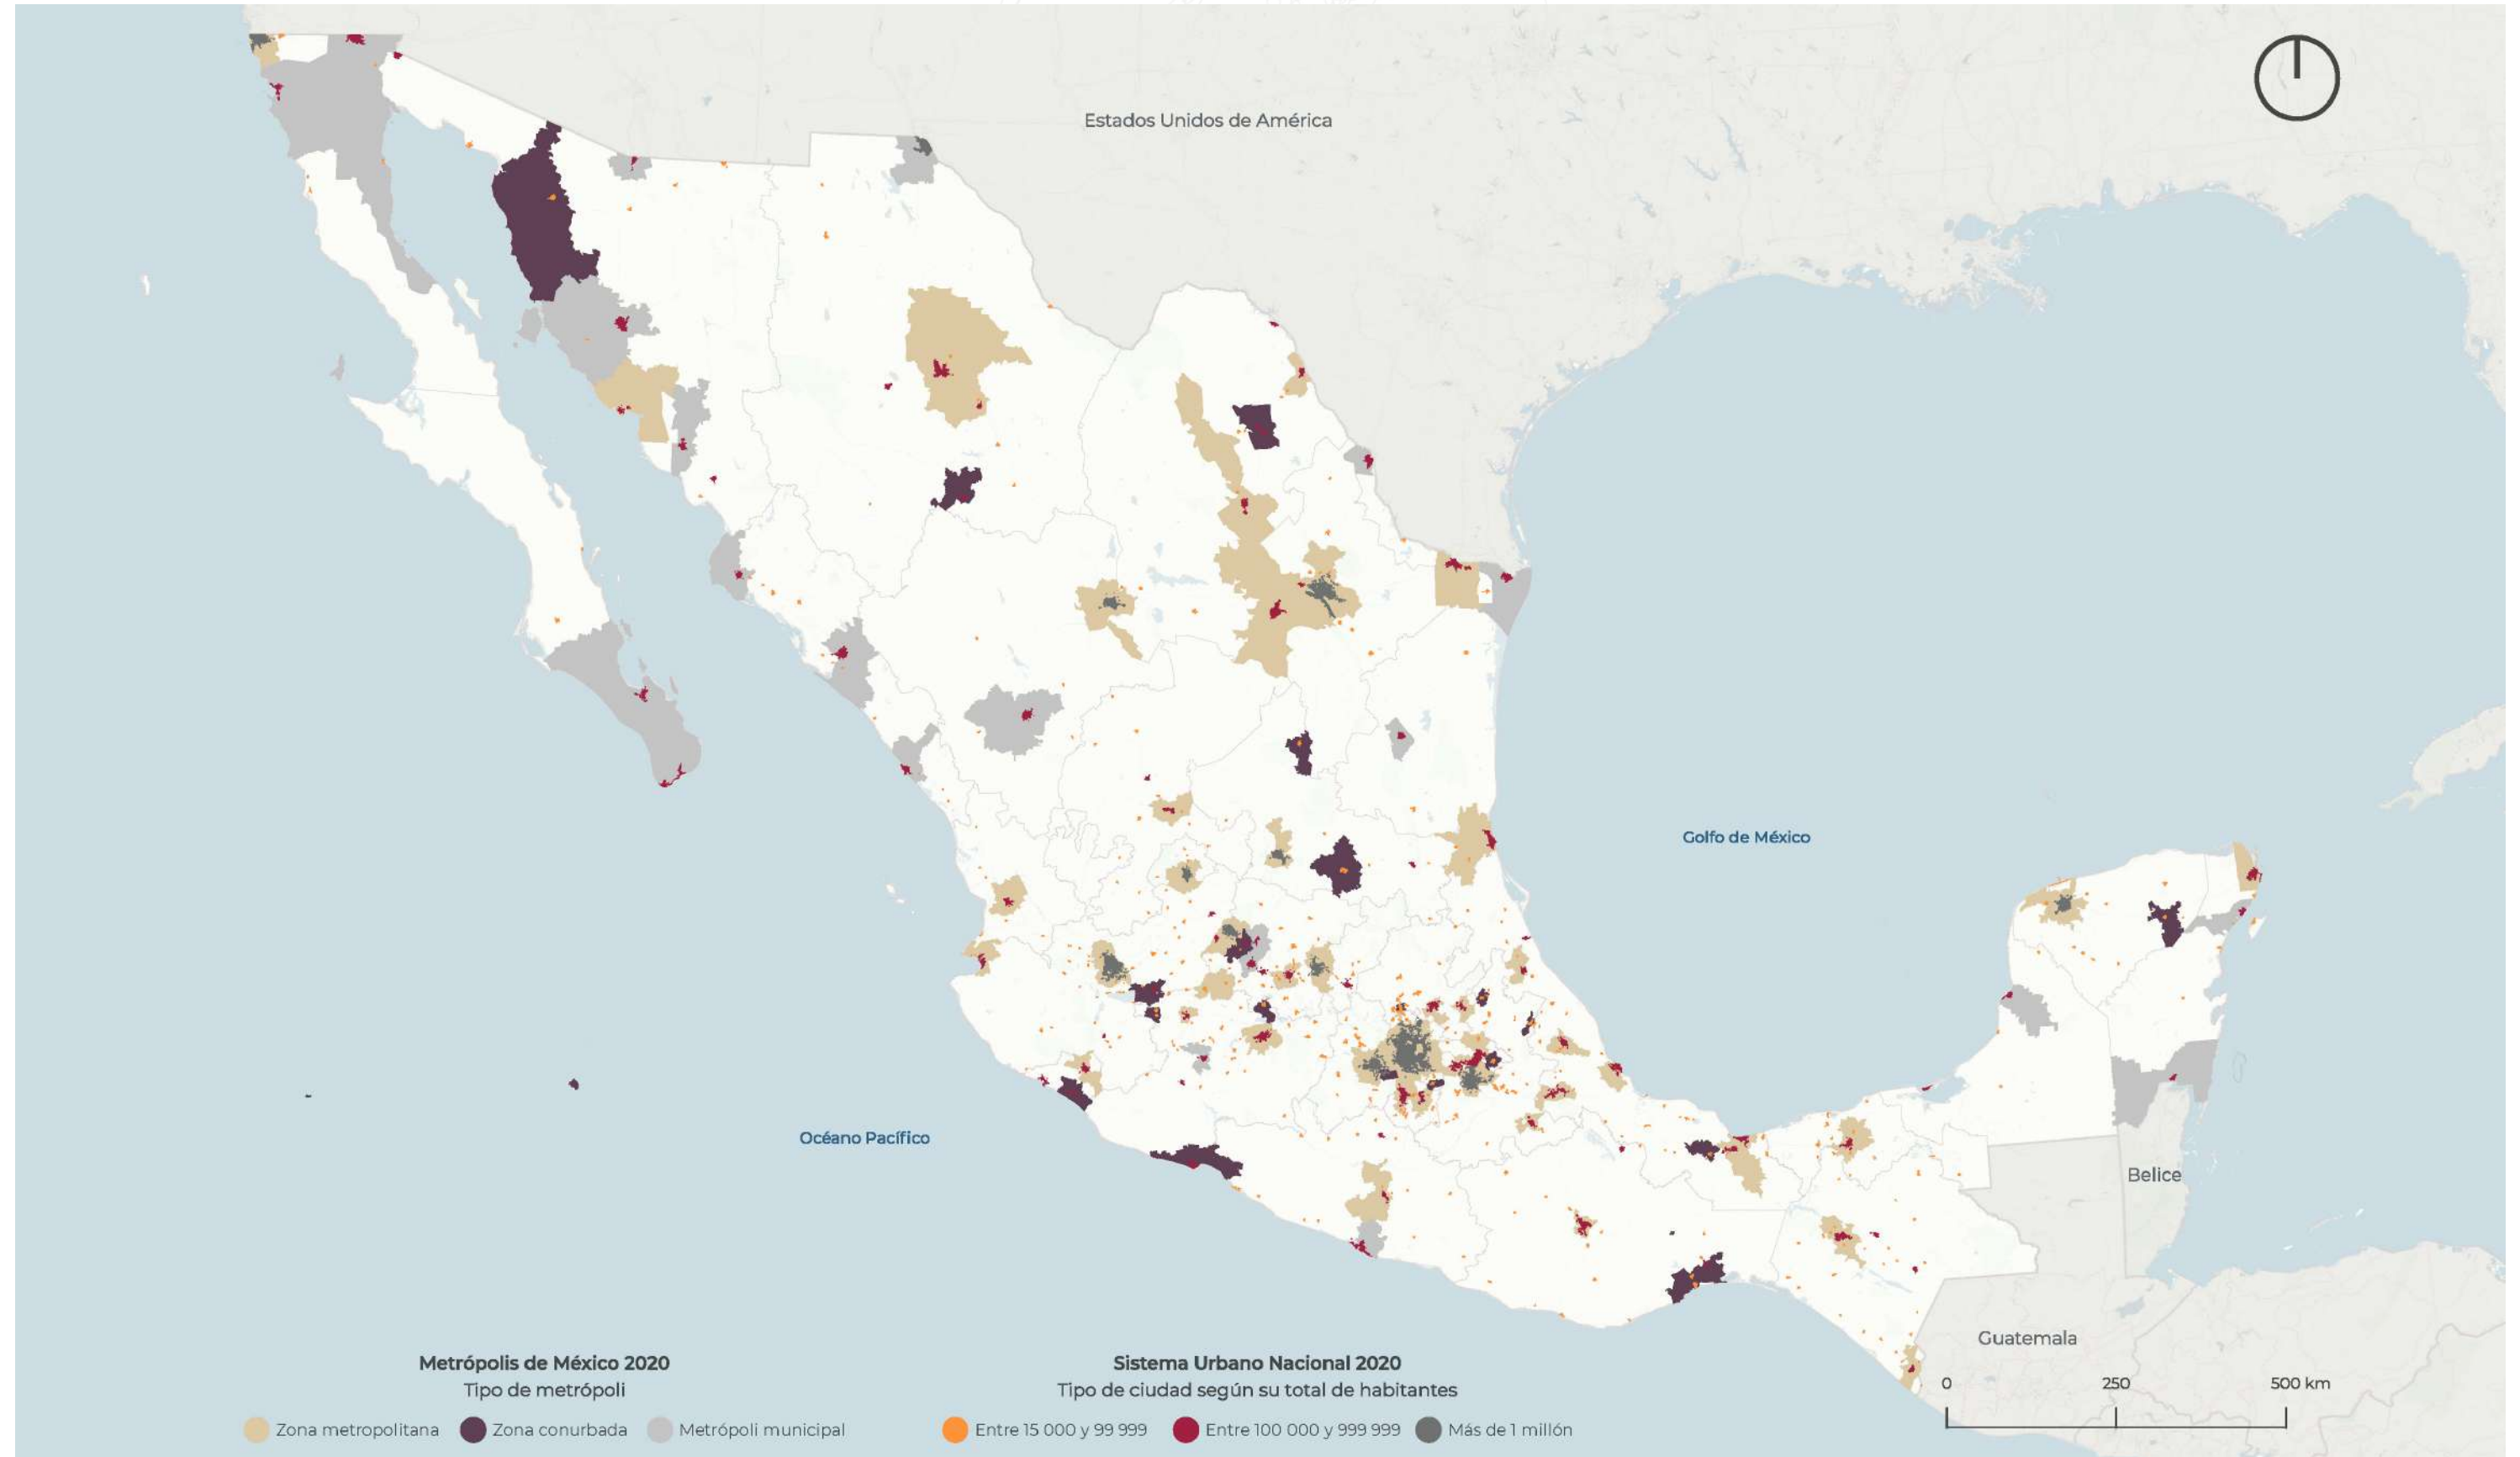 Estados Unidos de América
Golfo de México
Océano Pacífico
Belice
Guatemala
0 250 500 km
Metrópolis de México 2020
Tipo de metrópoli
Zona metropolitana Zona conurbada Metrópoli municipal
Sistema Urbano Nacional 2020
Tipo de ciudad según su total de habitantes
Entre 15 000 y 99 999 Entre 100 000 y 999 999 Más de 1 millón